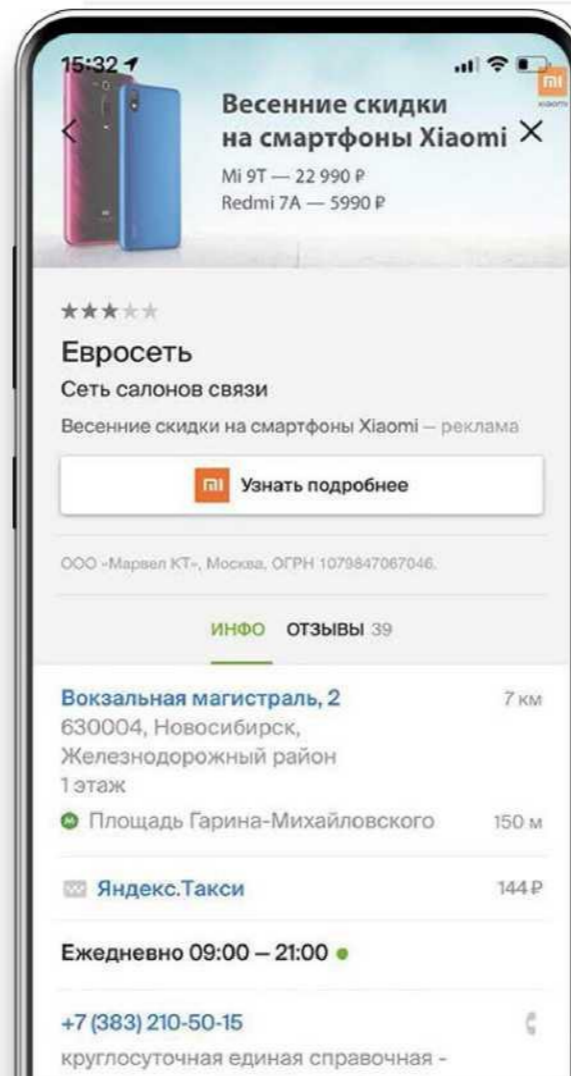 15:32
Весенние скидки
на смартфоны Xiaomi
Mi 9T — 22 990 ₽
Redmi 7A — 5990 ₽
xiaomi
Евросеть
Сеть салонов связи
Весенние скидки на смартфоны Xiaomi – реклама
Узнать подробнее
ООО «Марвел КТ», Москва, ОГРН 1079847067046.
ИНФО ОТЗЫВЫ 39
Вокзальная магистраль, 2 7 км
630004, Новосибирск,
Железнодорожный район
1 этаж
Площадь Гарина-Михайловского 150 м
Яндекс.Такси 144 ₽
Ежедневно 09:00 – 21:00
+7 (383) 210-50-15
круглосуточная единая справочная -